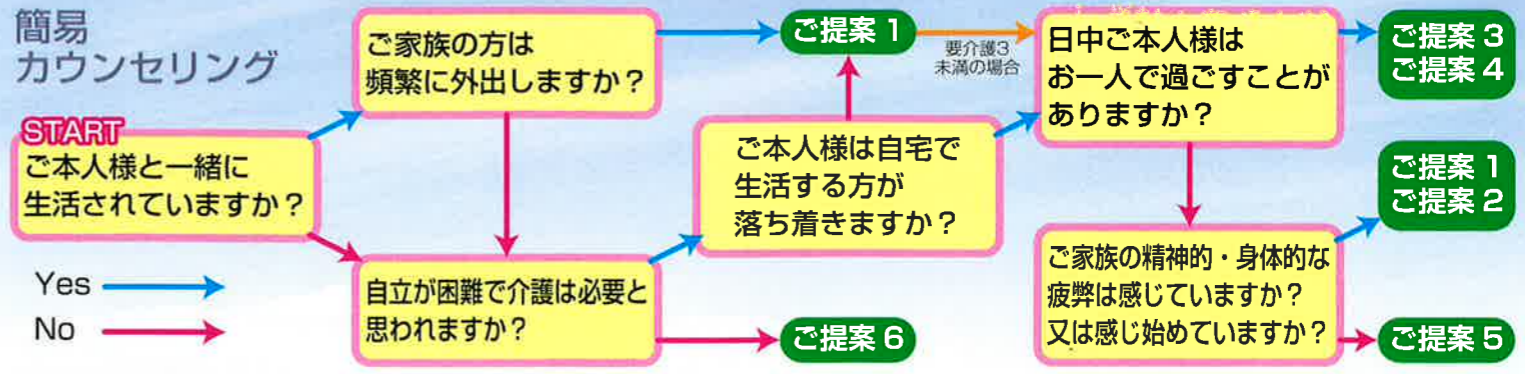 簡易
カウンセリング
START
ご本人様と一緒に
生活されていますか？
Yes
No
ご家族の方は
頻繁に外出しますか？
自立が困難で介護は必要と
思われますか？
ご提案 1
要介護3
未満の場合
ご本人様は自宅で
生活する方が
落ち着きますか？
ご提案 6
日中ご本人様は
お一人で過ごすことが
ありますか？
ご家族の精神的・身体的な
疲弊は感じていますか？
又は感じ始めていますか？
ご提案 3
ご提案 4
ご提案 1
ご提案 2
ご提案 5